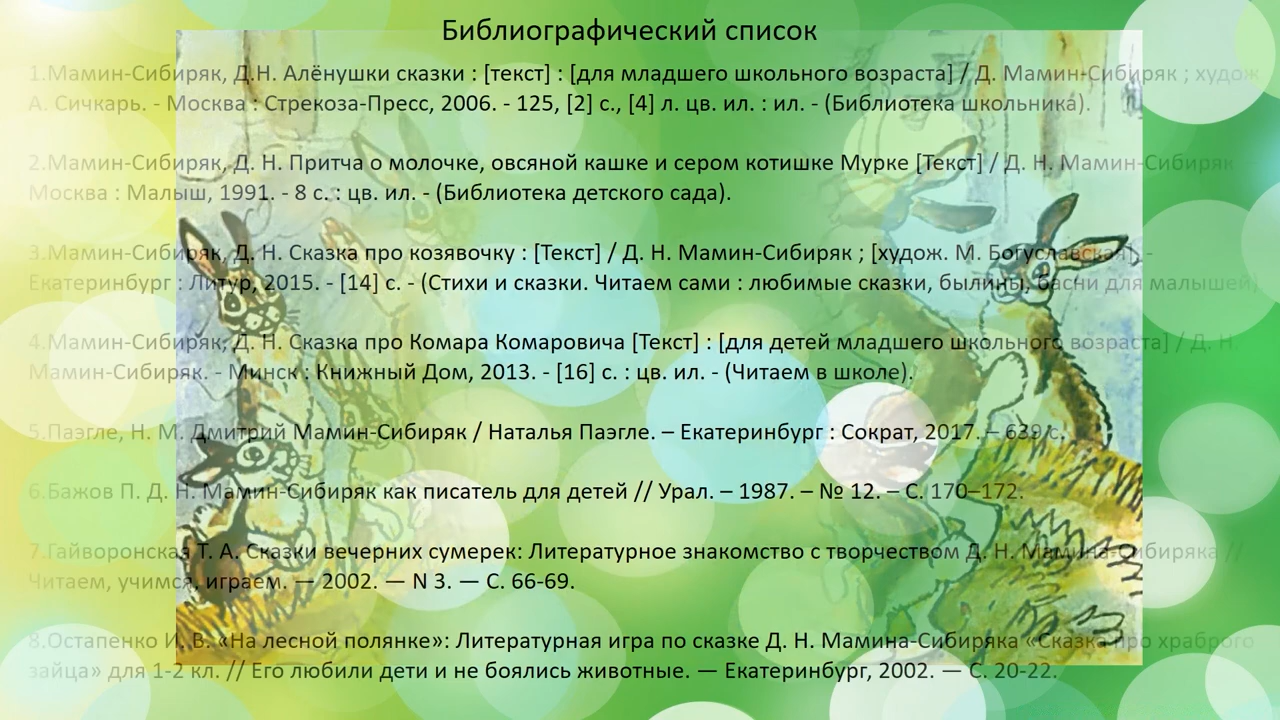 Библиографический список
1.Мамин-Сибиряк, Д.Н. Алёнушки сказки : [текст] : [для младшего школьного возраста] / Д. Мамин-Сибиряк ; худож.
А. Сичкарь. - Москва : Стрекоза-Пресс, 2006. - 125, [2] с., [4] л. цв. ил. : ил. - (Библиотека школьника).
2.Мамин-Сибиряк, Д. Н. Притча о молочке, овсяной кашке и сером котишке Мурке [Текст] / Д. Н. Мамин-Сибиряк. -
Москва : Малыш, 1991. - 8 с. : цв. ил. - (Библиотека детского сада).
3.Мамин-Сибиряк, Д. Н. Сказка про козявочку : [Текст] / Д. Н. Мамин-Сибиряк ; [худож. М. Богуславская]. -
Екатеринбург : Литур, 2015. - [14] с. - (Стихи и сказки. Читаем сами : любимые сказки, былины, басни для малышей)
4.Мамин-Сибиряк, Д. Н. Сказка про Комара Комаровича [Текст] : [для детей младшего школьного возраста] / Д. Н.
Мамин-Сибиряк. - Минск : Книжный Дом, 2013. - [16] с. : цв. ил. - (Читаем в школе).
5.Паэгле, Н. М. Дмитрий Мамин-Сибиряк / Наталья Паэгле. – Екатеринбург : Сократ, 2017. – 639 с.
6.Бажов П. Д. Н. Мамин-Сибиряк как писатель для детей // Урал. – 1987. – № 12. – С. 170–172.
7.Гайворонская Т. А. Сказки вечерних сумерек: Литературное знакомство с творчеством Д. Н. Мамина-Сибиряка //
Читаем, учимся, играем. — 2002. — N 3. — С. 66-69.
8.Остапенко И. В. «На лесной полянке»: Литературная игра по сказке Д. Н. Мамина-Сибиряка «Сказка про храброго
зайца» для 1-2 кл. // Его любили дети и не боялись животные. — Екатеринбург, 2002. — С. 20-22.